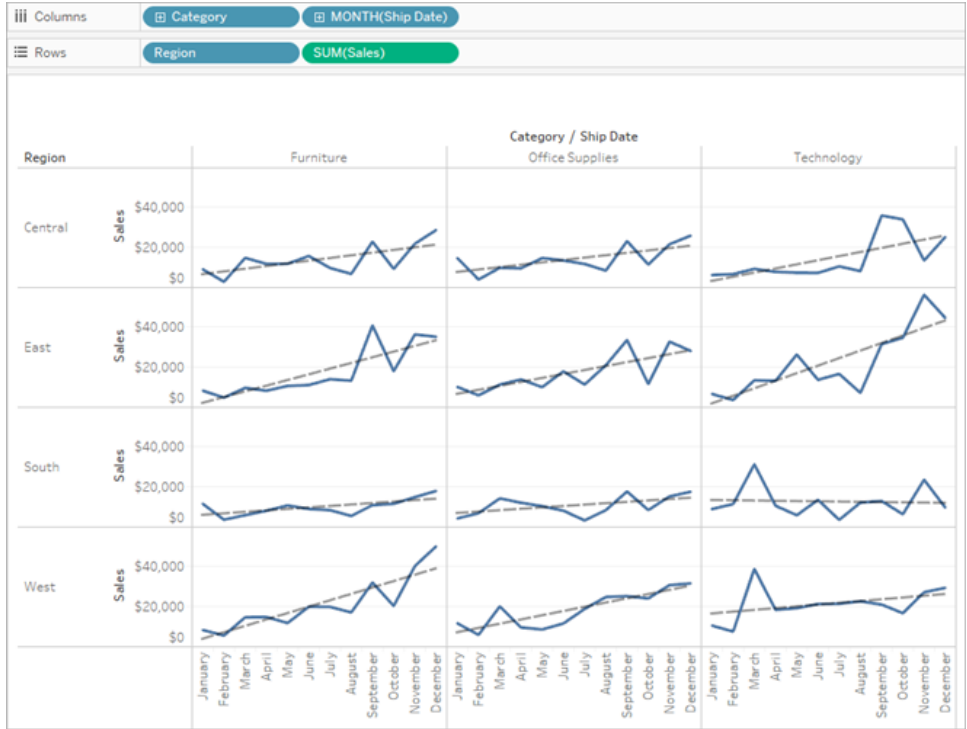 Columns Category MONTH(Ship Date)
Rows Region SUM(Sales)
Category / Ship Date
Region Furniture Office Supplies Technology
Central Sales $40,000
$20,000
$0
East Sales $40,000
$20,000
$0
South Sales $40,000
$20,000
$0
West Sales $40,000
$20,000
$0
January February March April May June July August September October November December January February March April May June July August September October November December January February March April May June July August September October November December